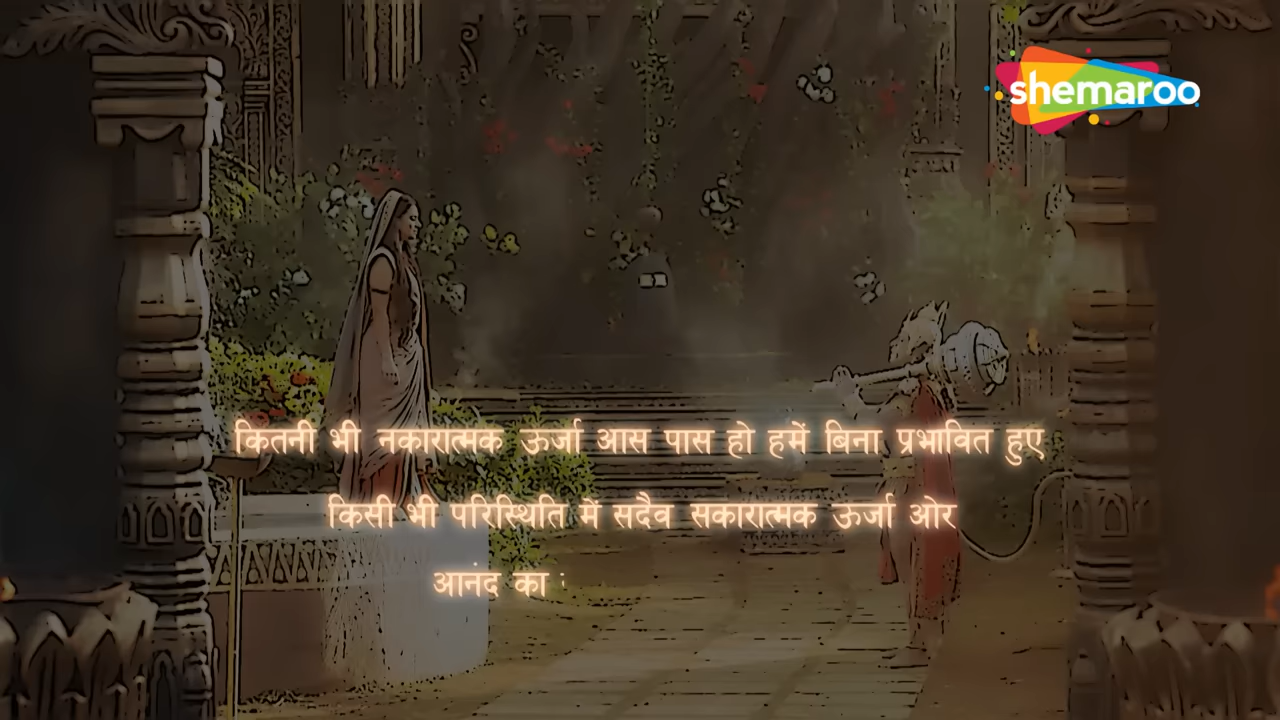 shemaroo
कितनी भी नकारात्मक ऊर्जा आस पास हो हमें बिना प्रभावित हुए
किसी भी परिस्थिति में सदैव सकारात्मक ऊर्जा ओर
आनंद का